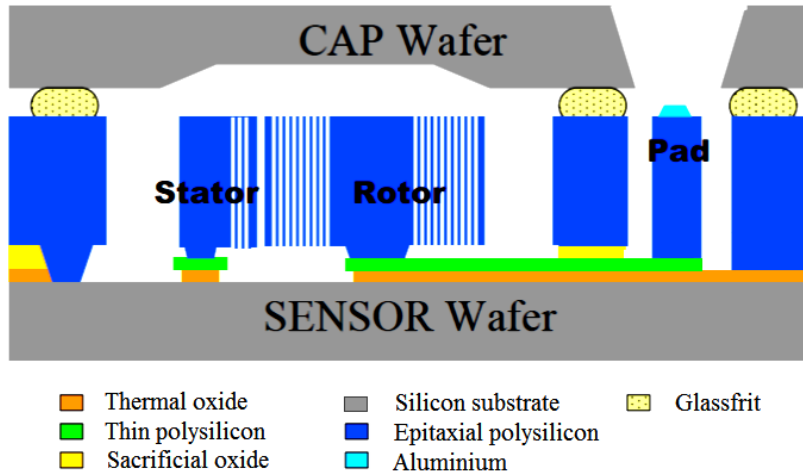 CAP Wafer
Pad
Stator Rotor
SENSOR Wafer
Thermal oxide Silicon substrate Glassfrit
Thin polysilicon Epitaxial polysilicon
Sacrificial oxide Aluminium